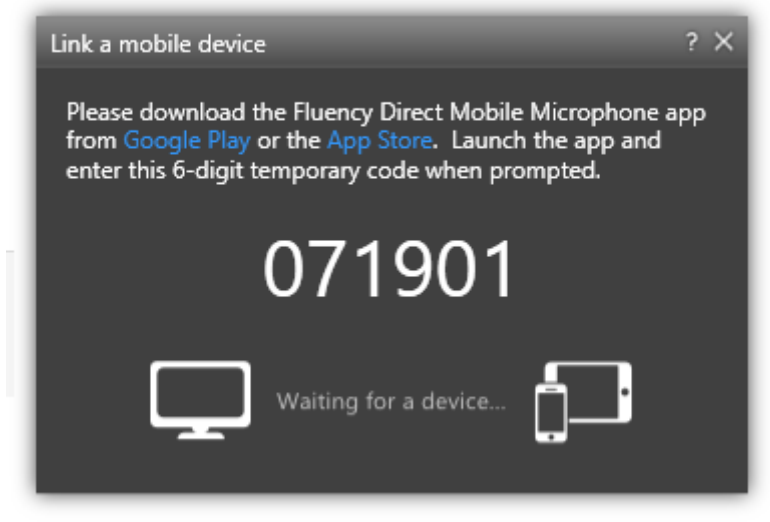 Link a mobile device ? ×
Please download the Fluency Direct Mobile Microphone app
from Google Play or the App Store. Launch the app and
enter this 6-digit temporary code when prompted.
071901
Waiting for a device...